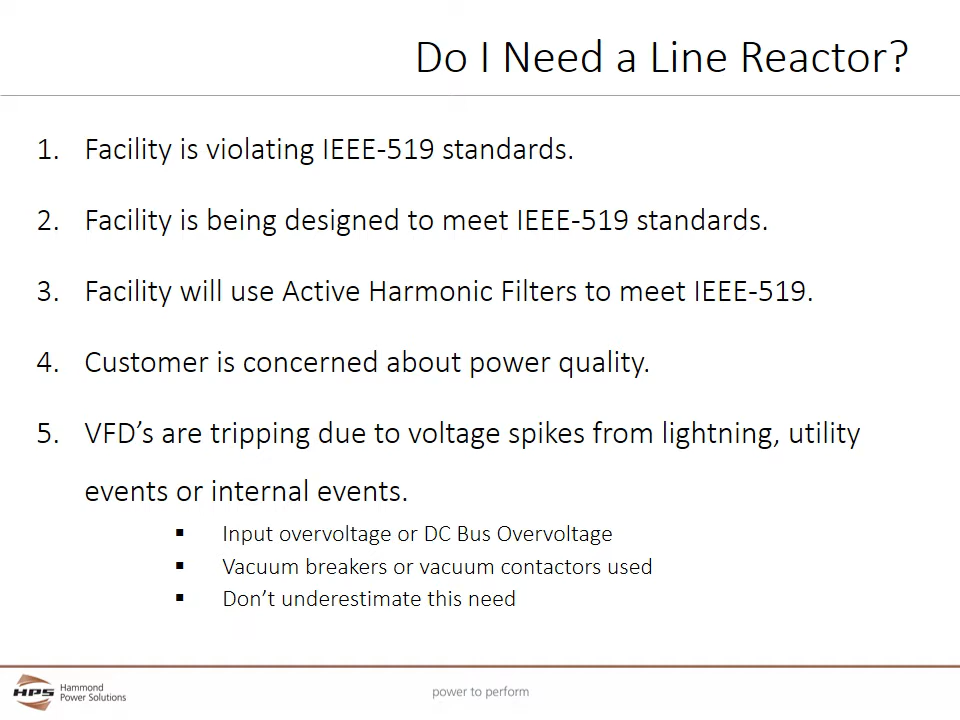 Do I Need a Line Reactor?
1. Facility is violating IEEE-519 standards.
2. Facility is being designed to meet IEEE-519 standards.
3. Facility will use Active Harmonic Filters to meet IEEE-519.
4. Customer is concerned about power quality.
5. VFD’s are tripping due to voltage spikes from lightning, utility
events or internal events.
▪ Input overvoltage or DC Bus Overvoltage
▪ Vacuum breakers or vacuum contactors used
▪ Don’t underestimate this need
HPS Hammond
Power Solutions
power to perform